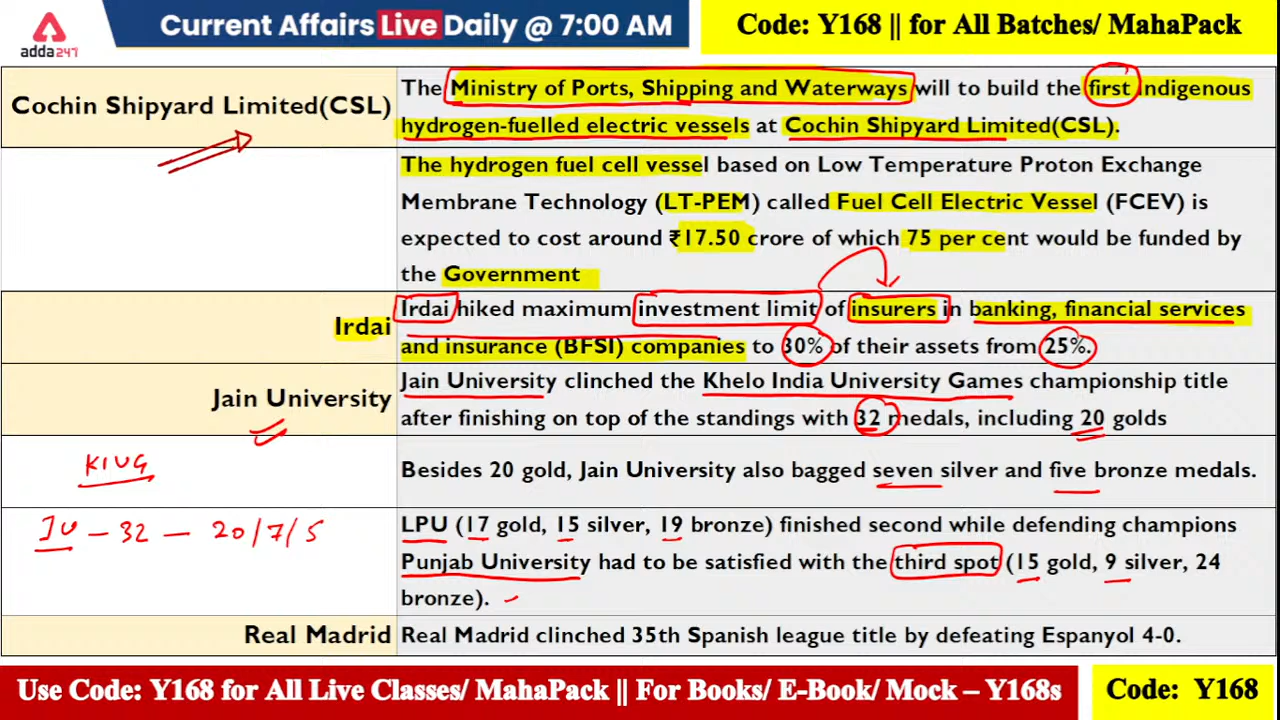 Current Affairs Live Daily @ 7:00 AM
Code: Y168 || for All Batches/ MahaPack
adda247
Cochin Shipyard Limited(CSL)
The Ministry of Ports, Shipping and Waterways will to build the first Indigenous
hydrogen-fuelled electric vessels at Cochin Shipyard Limited(CSL).
The hydrogen fuel cell vessel based on Low Temperature Proton Exchange
Membrane Technology (LT-PEM) called Fuel Cell Electric Vessel (FCEV) is
expected to cost around ₹17.50 crore of which 75 per cent would be funded by
the Government
Irdai
Irdai hiked maximum investment limit of insurers in banking, financial services
and insurance (BFSI) companies to 30% of their assets from 25%.
Jain University
Jain University clinched the Khelo India University Games championship title
after finishing on top of the standings with 32 medals, including 20 golds
KIUG
Besides 20 gold, Jain University also bagged seven silver and five bronze medals.
JU – 32 – 20/7/5
LPU (17 gold, 15 silver, 19 bronze) finished second while defending champions
Punjab University had to be satisfied with the third spot (15 gold, 9 silver, 24
bronze).
Real Madrid
Real Madrid clinched 35th Spanish league title by defeating Espanyol 4-0.
Use Code: Y168 for All Live Classes/ MahaPack || For Books/ E-Book/ Mock – Y168s
Code: Y168